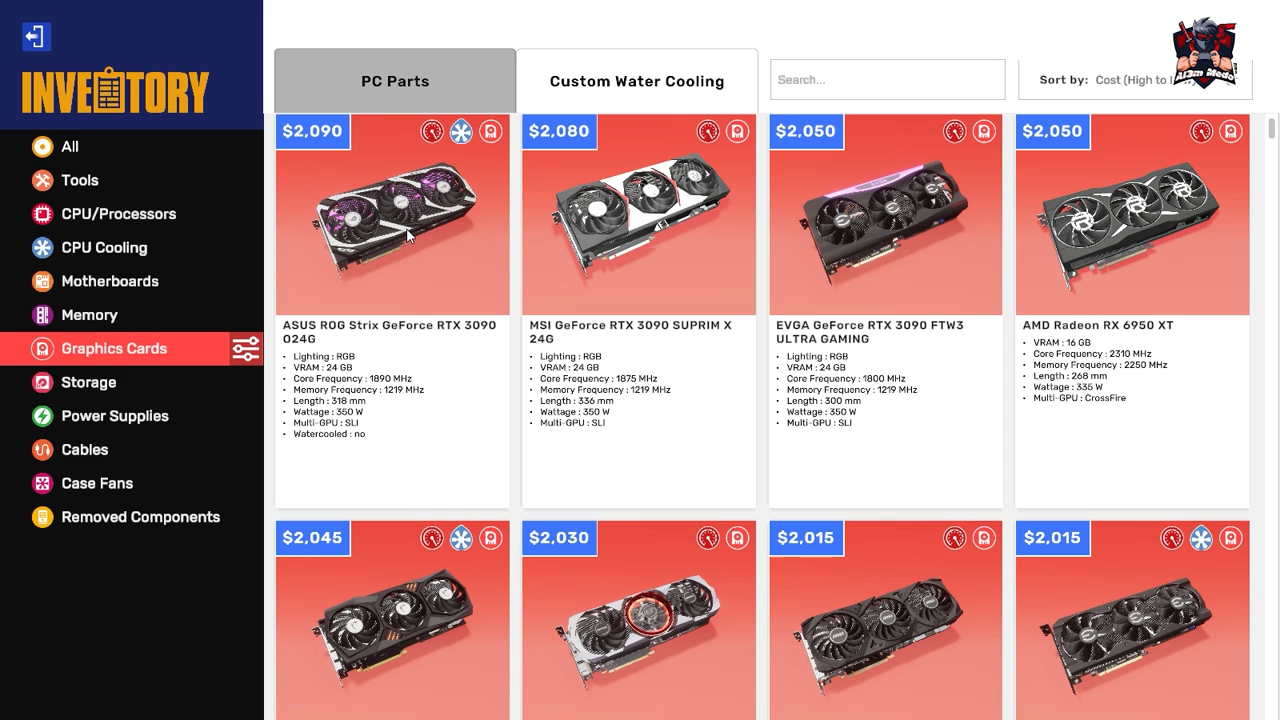 INVENTORY
All
Tools
CPU/Processors
CPU Cooling
Motherboards
Memory
Graphics Cards
Storage
Power Supplies
Cables
Case Fans
Removed Components
PC Parts
Custom Water Cooling
Search...
Sort by: Cost (High to
$2,090
ASUS ROG Strix GeForce RTX 3090
O24G
• Lighting : RGB
• VRAM : 24 GB
• Core Frequency : 1890 MHz
• Memory Frequency : 1219 MHz
• Length : 318 mm
• Wattage : 350 W
• Multi-GPU : SLI
• Watercooled : no
$2,080
MSI GeForce RTX 3090 SUPRIM X
24G
• Lighting : RGB
• VRAM : 24 GB
• Core Frequency : 1875 MHz
• Memory Frequency : 1219 MHz
• Length : 336 mm
• Wattage : 350 W
• Multi-GPU : SLI
$2,050
EVGA GeForce RTX 3090 FTW3
ULTRA GAMING
• Lighting : RGB
• VRAM : 24 GB
• Core Frequency : 1800 MHz
• Memory Frequency : 1219 MHz
• Length : 300 mm
• Wattage : 350 W
• Multi-GPU : SLI
$2,050
AMD Radeon RX 6950 XT
• VRAM : 16 GB
• Core Frequency : 2310 MHz
• Memory Frequency : 2250 MHz
• Length : 268 mm
• Wattage : 335 W
• Multi-GPU : CrossFire
$2,045
$2,030
$2,015
$2,015